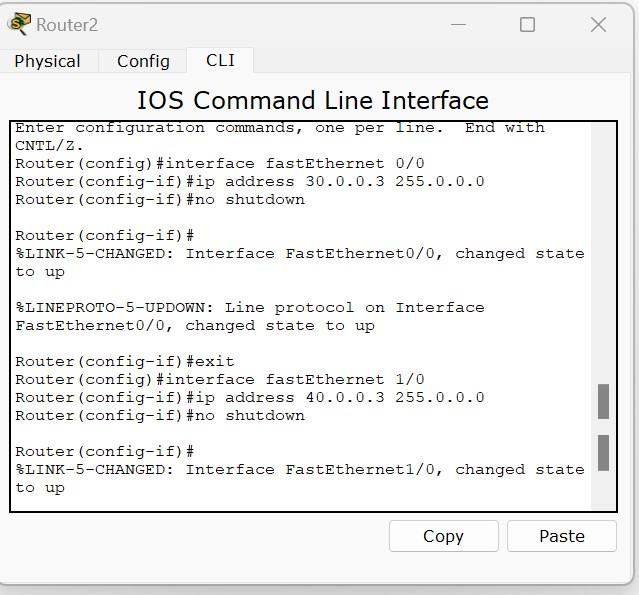 Router2
Physical Config CLI
IOS Command Line Interface
Enter configuration commands, one per line.  End with
CNTL/Z.
Router(config)#interface fastEthernet 0/0
Router(config-if)#ip address 30.0.0.3 255.0.0.0
Router(config-if)#no shutdown
Router(config-if)#
%LINK-5-CHANGED: Interface FastEthernet0/0, changed state
to up
%LINEPROTO-5-UPDOWN: Line protocol on Interface
FastEthernet0/0, changed state to up
Router(config-if)#exit
Router(config)#interface fastEthernet 1/0
Router(config-if)#ip address 40.0.0.3 255.0.0.0
Router(config-if)#no shutdown
Router(config-if)#
%LINK-5-CHANGED: Interface FastEthernet1/0, changed state
to up
Copy Paste